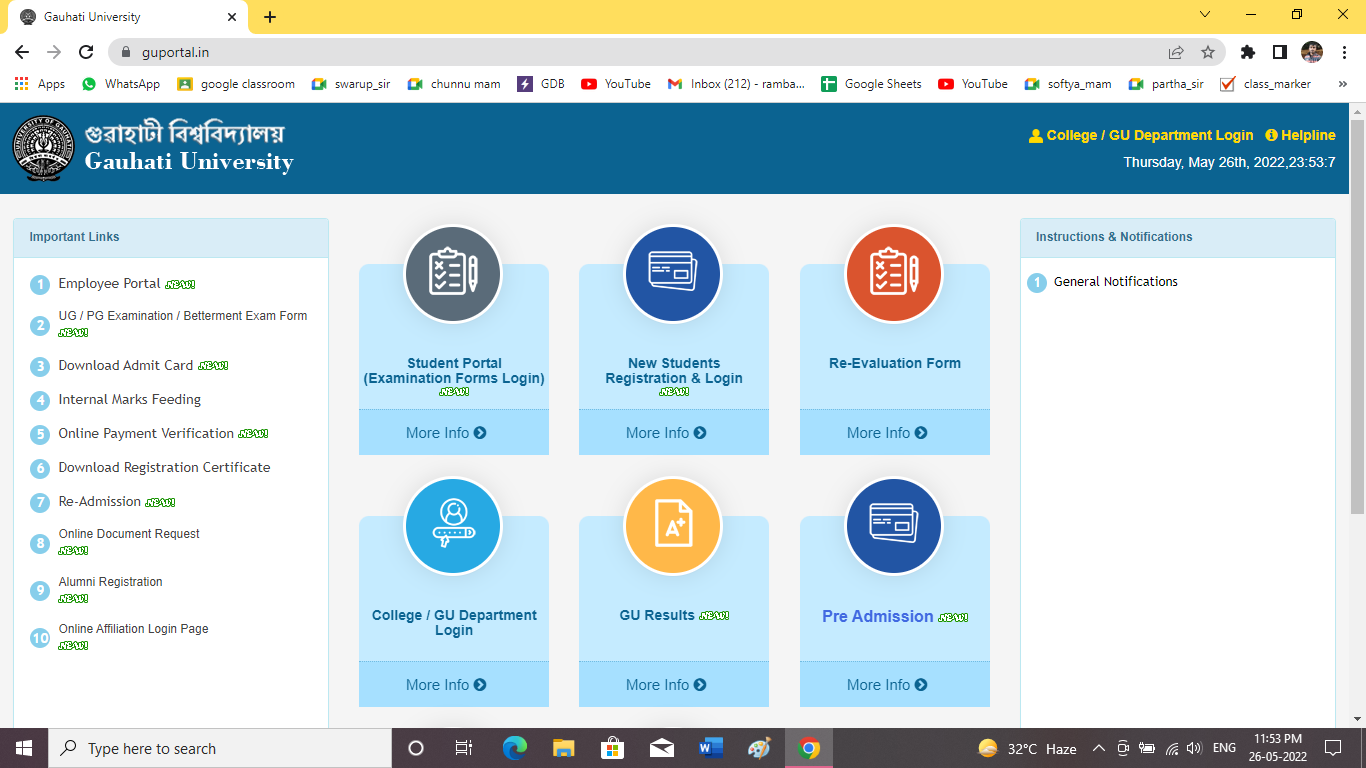 Gauhati University
guportal.in
Apps
WhatsApp
google classroom
swarup_sir
chunnu mam
GDB
YouTube
Inbox (212) - ramba...
Google Sheets
YouTube
softya_mam
partha_sir
class_marker
»
UNIVERSITY OF GAUHATI
গুৱাহাটী বিশ্ববিদ্যালয়
Gauhati University
College / GU Department Login
Helpline
Thursday, May 26th, 2022,23:53:7
Important Links
1 Employee Portal NEW!
2 UG / PG Examination / Betterment Exam Form
NEW!
3 Download Admit Card NEW!
4 Internal Marks Feeding
5 Online Payment Verification NEW!
6 Download Registration Certificate
7 Re-Admission NEW!
8 Online Document Request
NEW!
9 Alumni Registration
NEW!
10 Online Affiliation Login Page
NEW!
Student Portal
(Examination Forms Login)
NEW!
More Info
New Students
Registration & Login
NEW!
More Info
Re-Evaluation Form
More Info
College / GU Department
Login
More Info
A+
GU Results NEW!
More Info
Pre Admission NEW!
More Info
Instructions & Notifications
1 General Notifications
Type here to search
W
32°C Haze
ENG
11:53 PM
26-05-2022